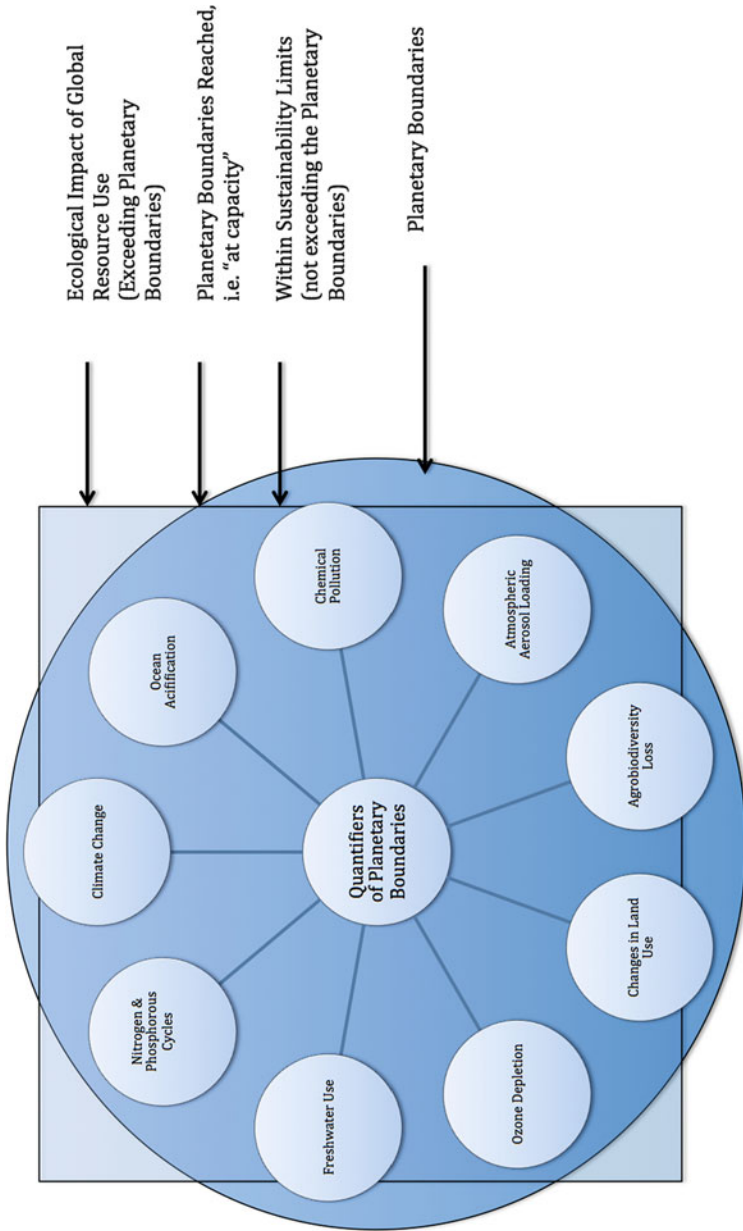 Ecological Impact of Global
Resource Use
(Exceeding Planetary
Boundaries)
Planetary Boundaries Reached,
i.e. “at capacity”
Within Sustainability Limits
(not exceeding the Planetary
Boundaries)
Planetary Boundaries
Quantifiers
of Planetary
Boundaries
Climate Change
Ocean
Acifification
Chemical
Pollution
Atmospheric
Aerosol Loading
Agrobiodiversity
Loss
Changes in Land
Use
Ozone Depletion
Freshwater Use
Nitrogen &
Phosphorous
Cycles